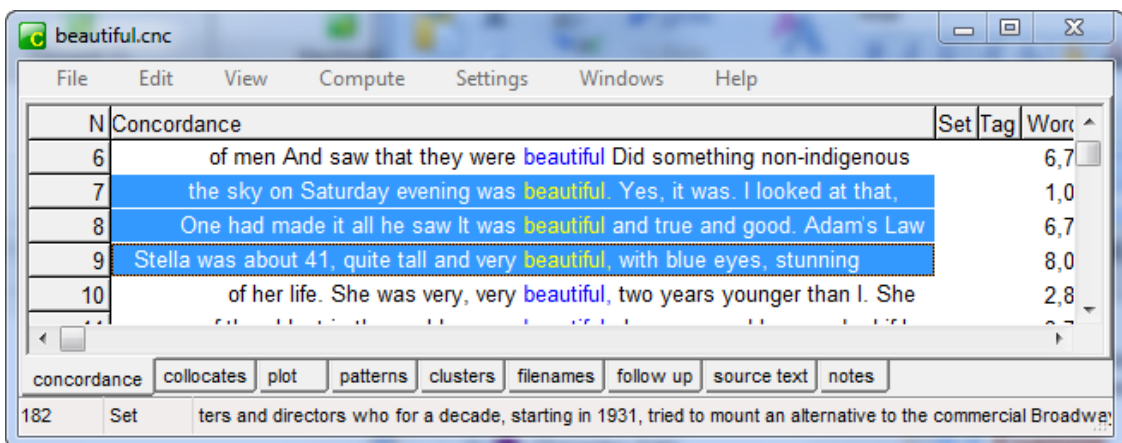 beautiful.cnc
File Edit View Compute Settings Windows Help
N Concordance Set Tag Word
6 of men And saw that they were beautiful Did something non-indigenous 6,7
7 the sky on Saturday evening was beautiful. Yes, it was. I looked at that, 1,0
8 One had made it all he saw It was beautiful and true and good. Adam's Law 6,7
9 Stella was about 41, quite tall and very beautiful, with blue eyes, stunning 8,0
10 of her life. She was very, very beautiful, two years younger than I. She 2,8
concordance collocates plot patterns clusters filenames follow up source text notes
182 Set ters and directors who for a decade, starting in 1931, tried to mount an alternative to the commercial Broadway